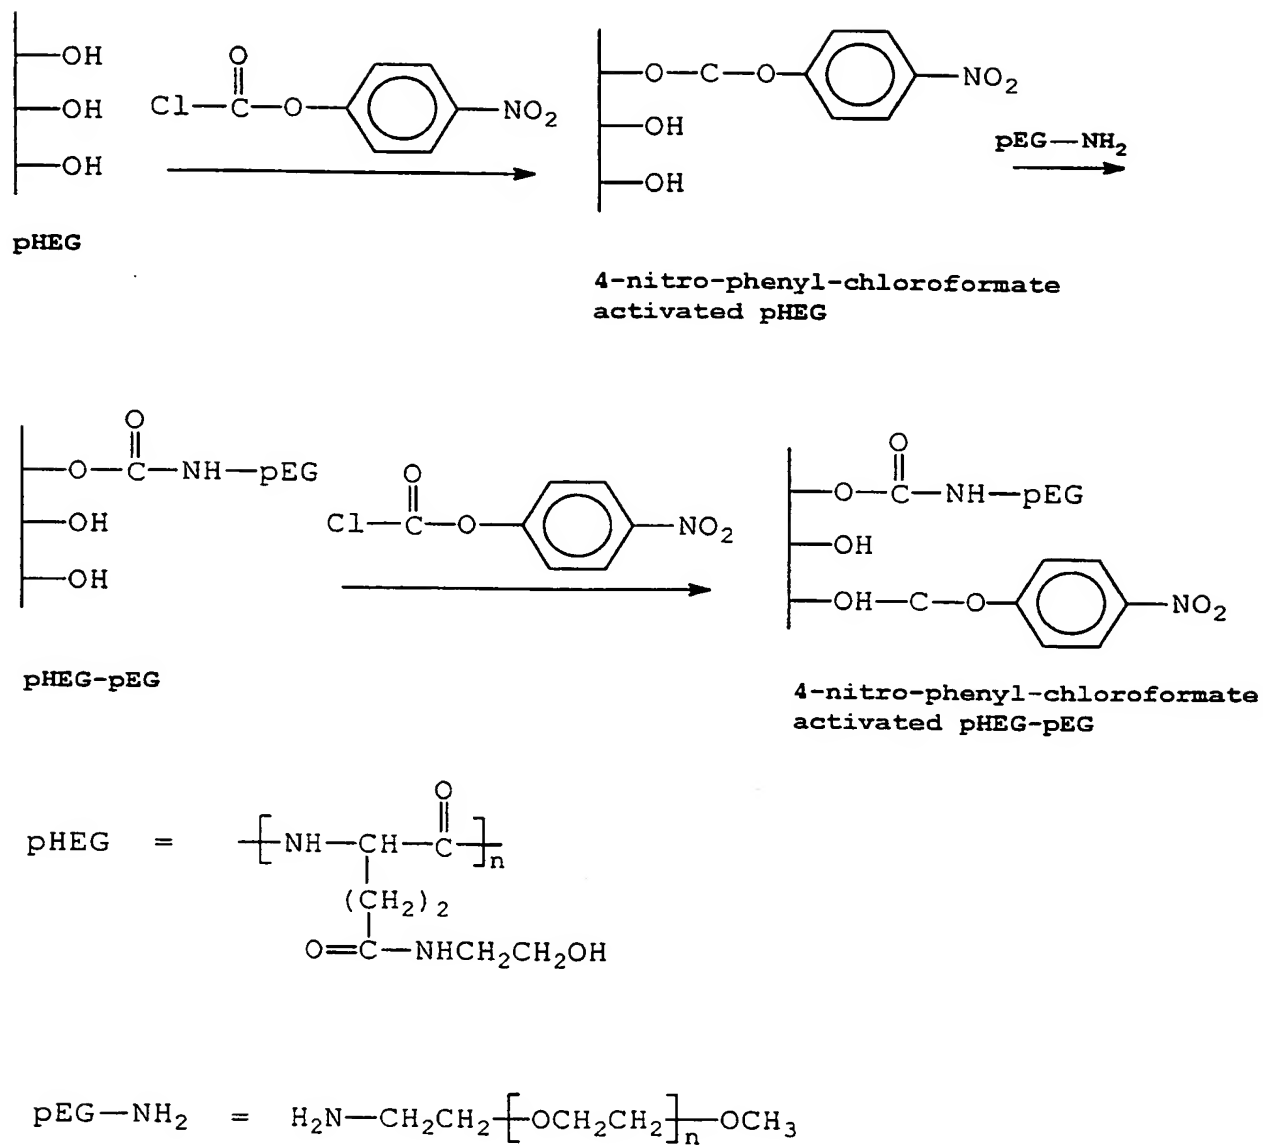 OH
OH
OH
O
Cl—C—O—NO2
pHEG
O—C—O—NO2
OH
OH
pEG—NH2
4-nitro-phenyl-chloroformate
activated pHEG
O
O—C—NH—pEG
OH
OH
O
Cl—C—O—NO2
pHEG-pEG
O
O—C—NH—pEG
OH
OH—C—O—NO2
4-nitro-phenyl-chloroformate
activated pHEG-pEG
O
pHEG = [NH—CH—C]n
(CH2)2
O=C—NHCH2CH2OH
pEG—NH2 = H2N—CH2CH2[OCH2CH2]n—OCH3